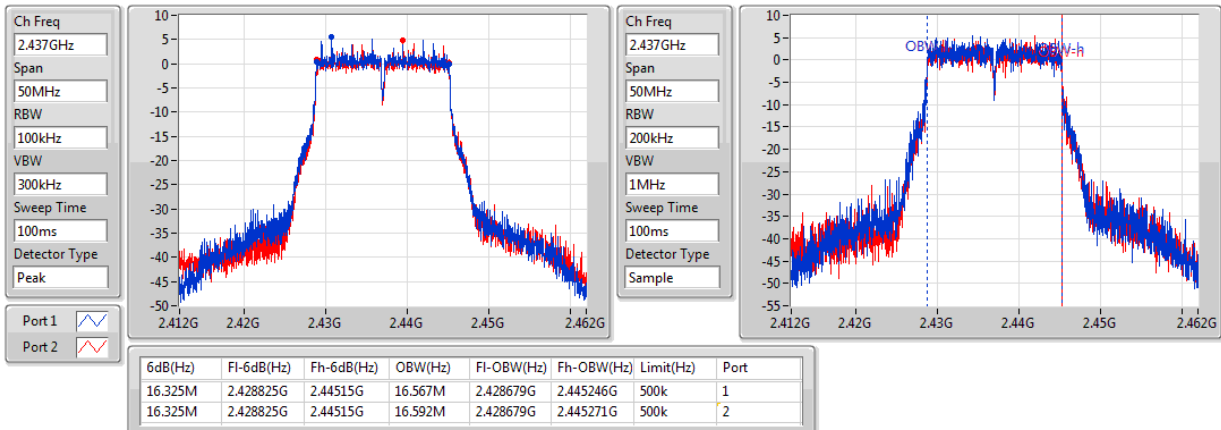 Ch Freq
2.437GHz
Span
50MHz
RBW
100kHz
VBW
300kHz
Sweep Time
100ms
Detector Type
Peak
Port 1
Port 2
10
5
0
-5
-10
-15
-20
-25
-30
-35
-40
-45
-50
2.412G 2.42G 2.43G 2.44G 2.45G 2.462G
Ch Freq
2.437GHz
Span
50MHz
RBW
200kHz
VBW
1MHz
Sweep Time
100ms
Detector Type
Sample
10
5
0
-5
-10
-15
-20
-25
-30
-35
-40
-45
-50
-55
2.412G 2.42G 2.43G 2.44G 2.45G 2.462G
6dB(Hz) Fl-6dB(Hz) Fh-6dB(Hz) OBW(Hz) Fl-OBW(Hz) Fh-OBW(Hz) Limit(Hz) Port
16.325M 2.428825G 2.44515G 16.567M 2.428679G 2.445246G 500k 1
16.325M 2.428825G 2.44515G 16.592M 2.428679G 2.445271G 500k 2